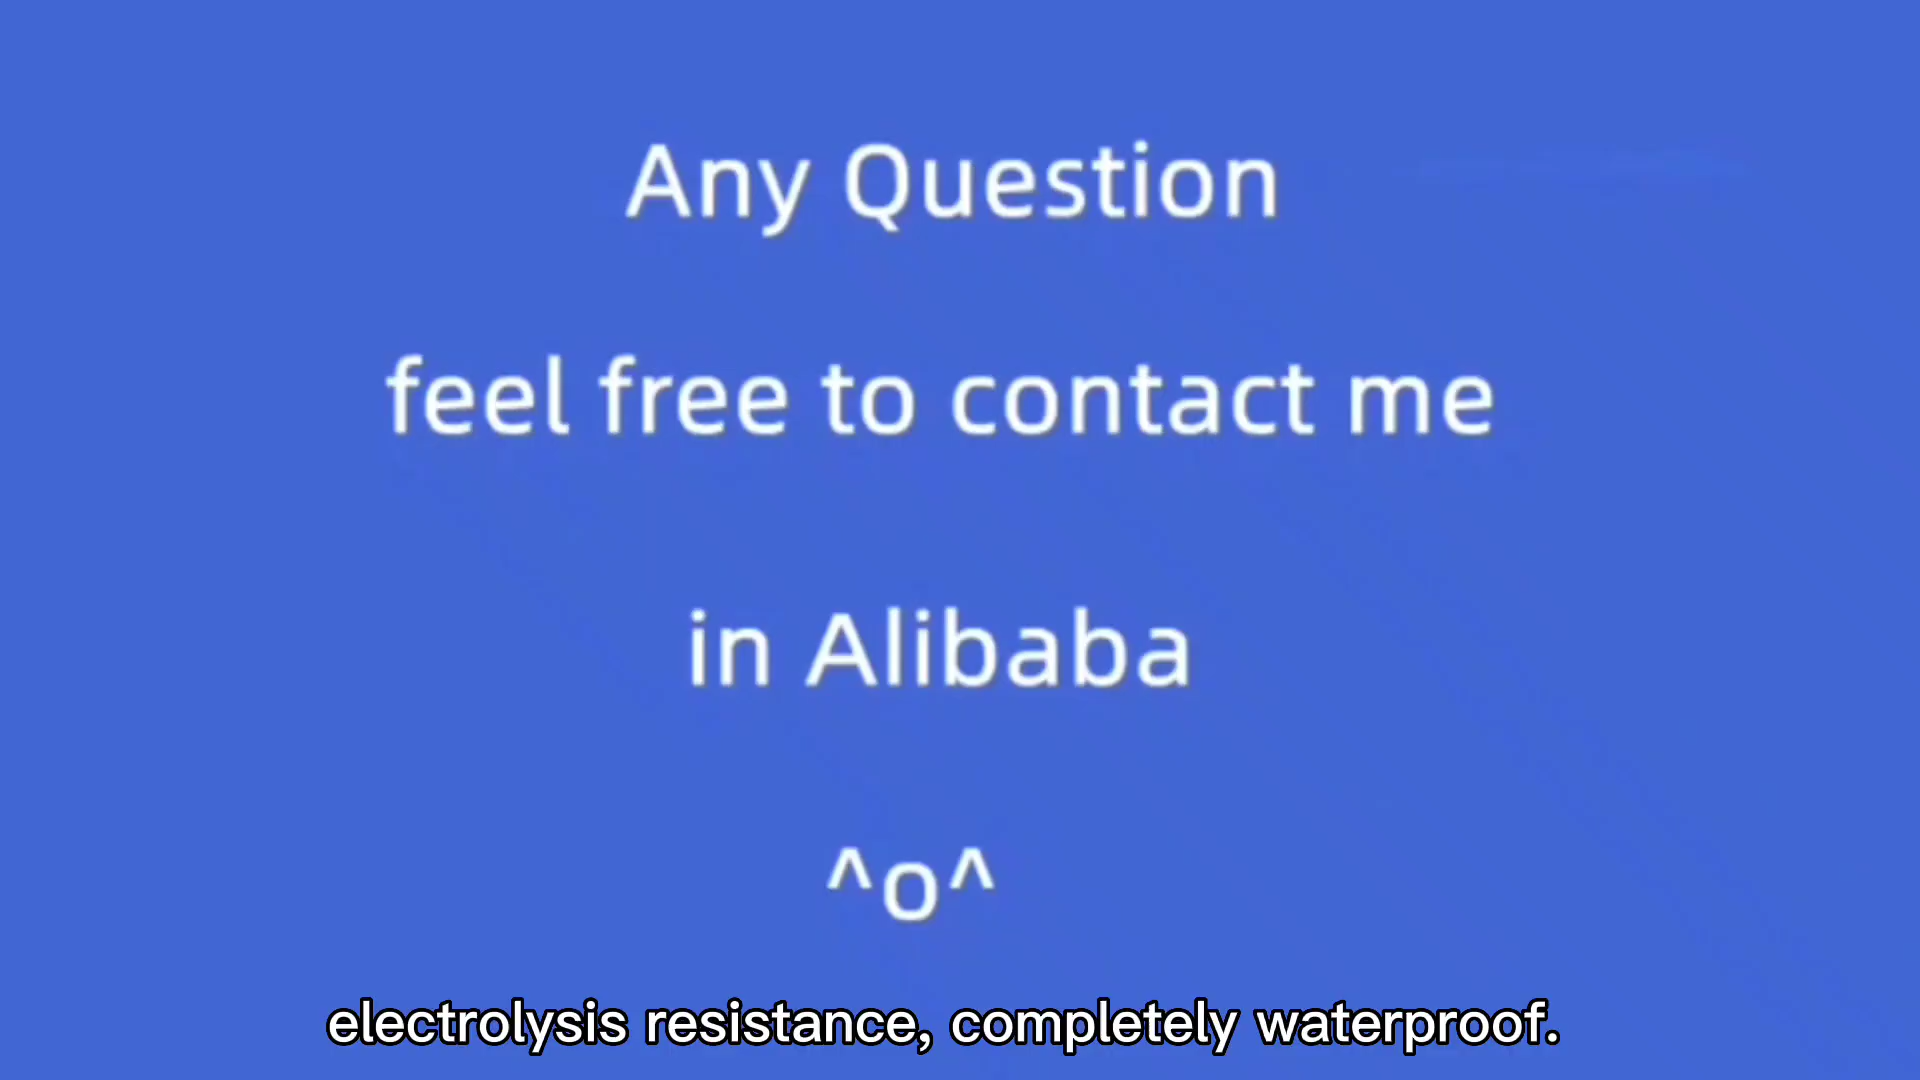 Any Question
feel free to contact me
in Alibaba
^o^
electrolysis resistance, completely waterproof.